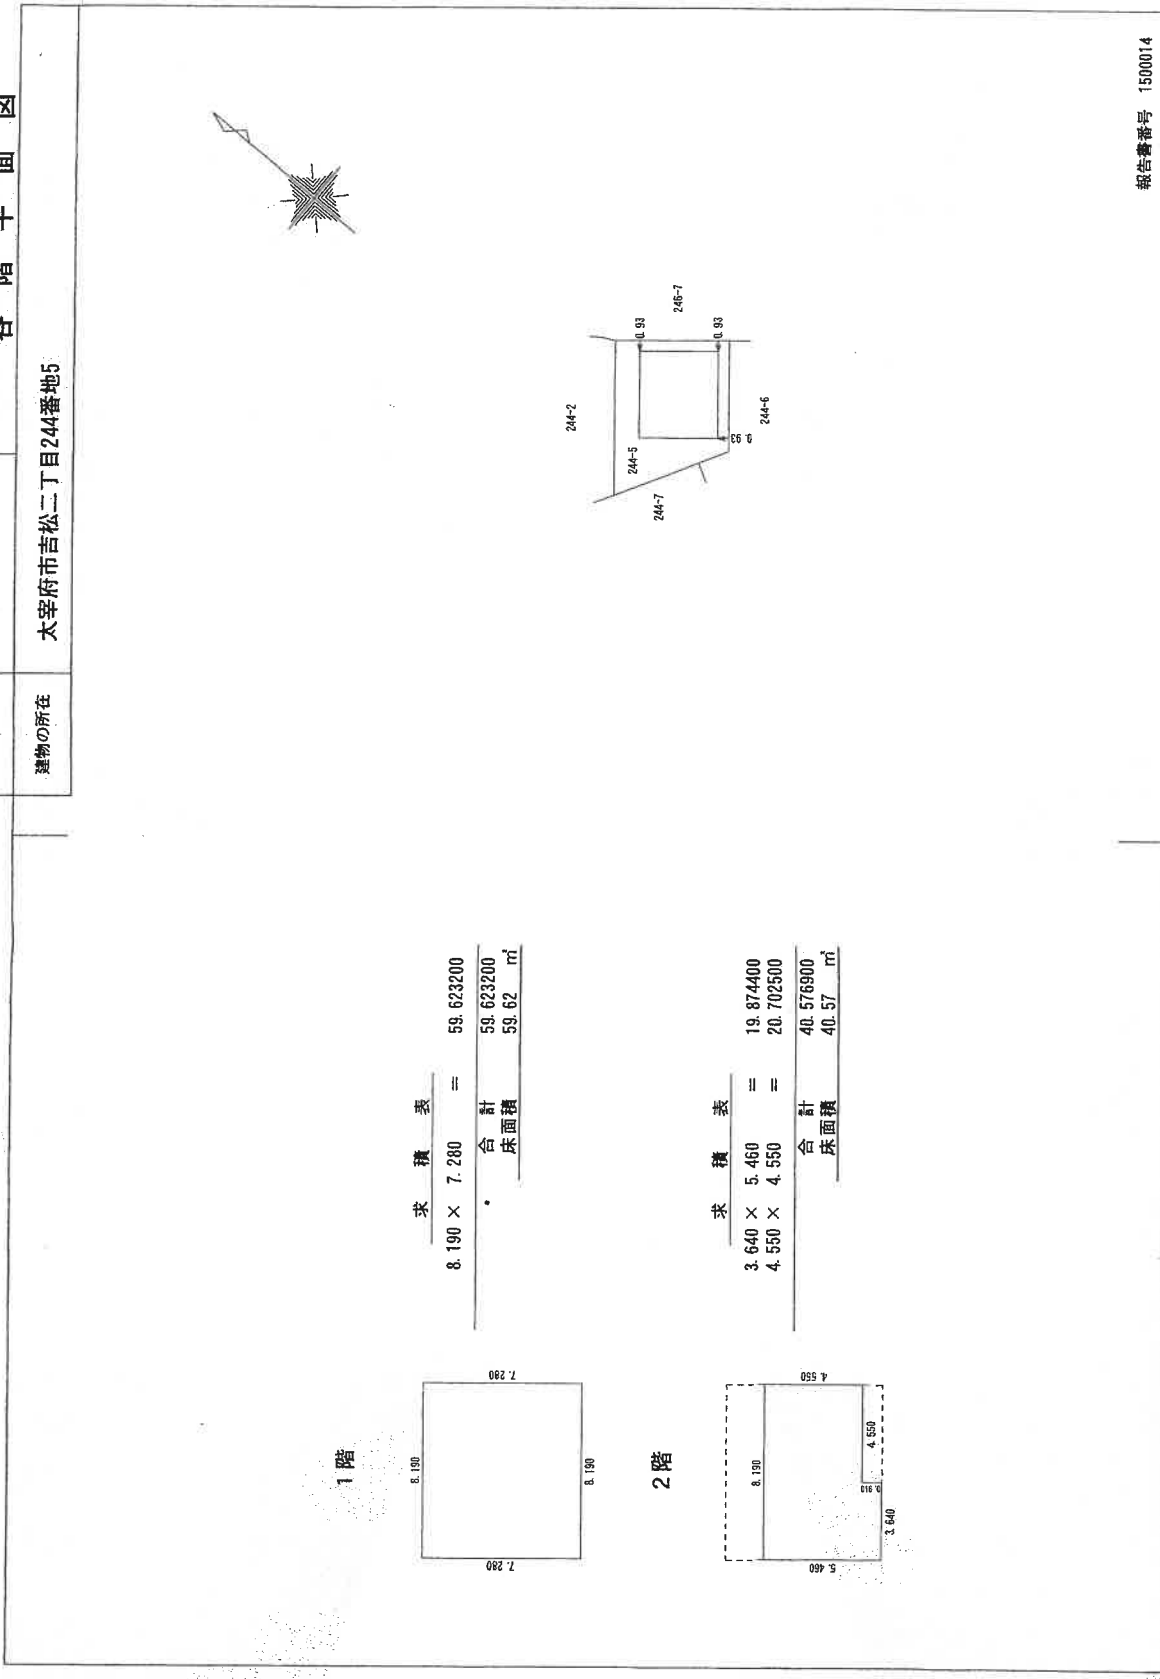 各階平面図
建物の所在
太宰府市吉松二丁目244番地5
1階
8.190
7.280
7.280
8.190
求積表
8.190 × 7.280 = 59.623200
合計 59.623200
床面積 59.62 ㎡
2階
8.190
5.460
4.550
0.910
4.550
3.640
求積表
3.640 × 5.460 = 19.874400
4.550 × 4.550 = 20.702500
合計 40.576900
床面積 40.57 ㎡
244-2
0.93
246-7
244-5
0.93
0.93
244-6
244-7
報告書番号 1500014